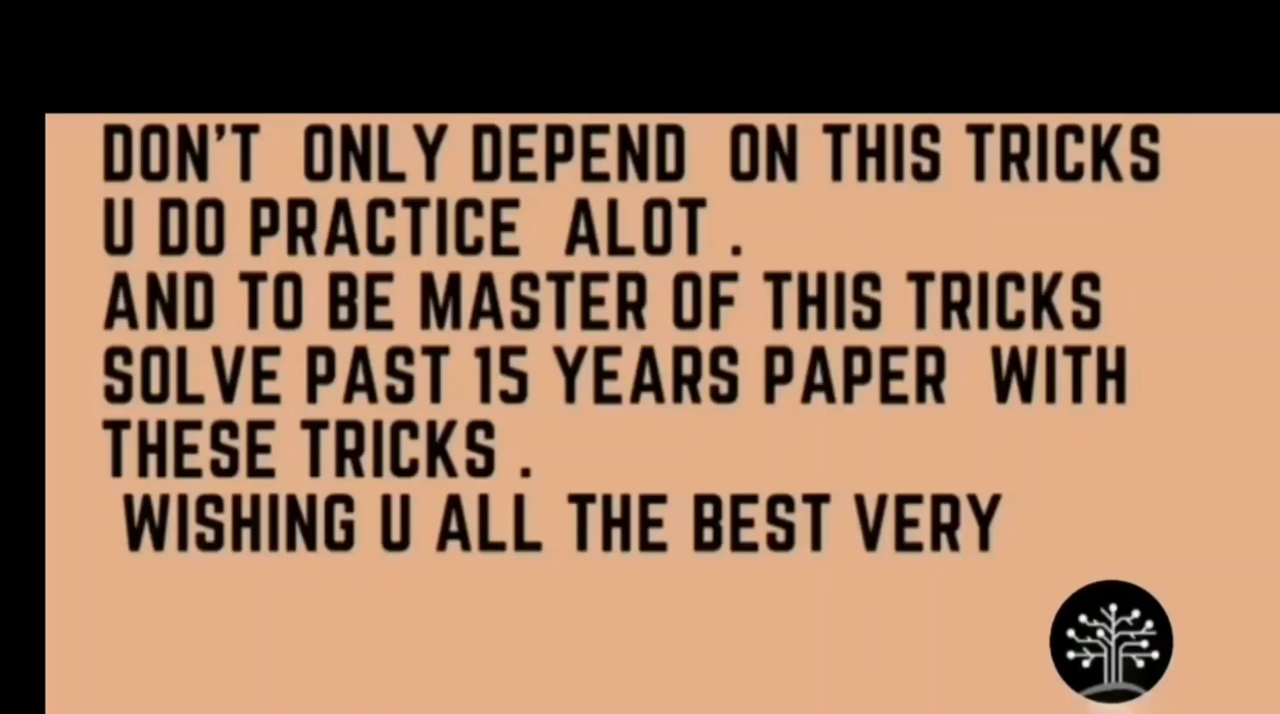 DON'T ONLY DEPEND ON THIS TRICKS
U DO PRACTICE ALOT .
AND TO BE MASTER OF THIS TRICKS
SOLVE PAST 15 YEARS PAPER WITH
THESE TRICKS .
WISHING U ALL THE BEST VERY